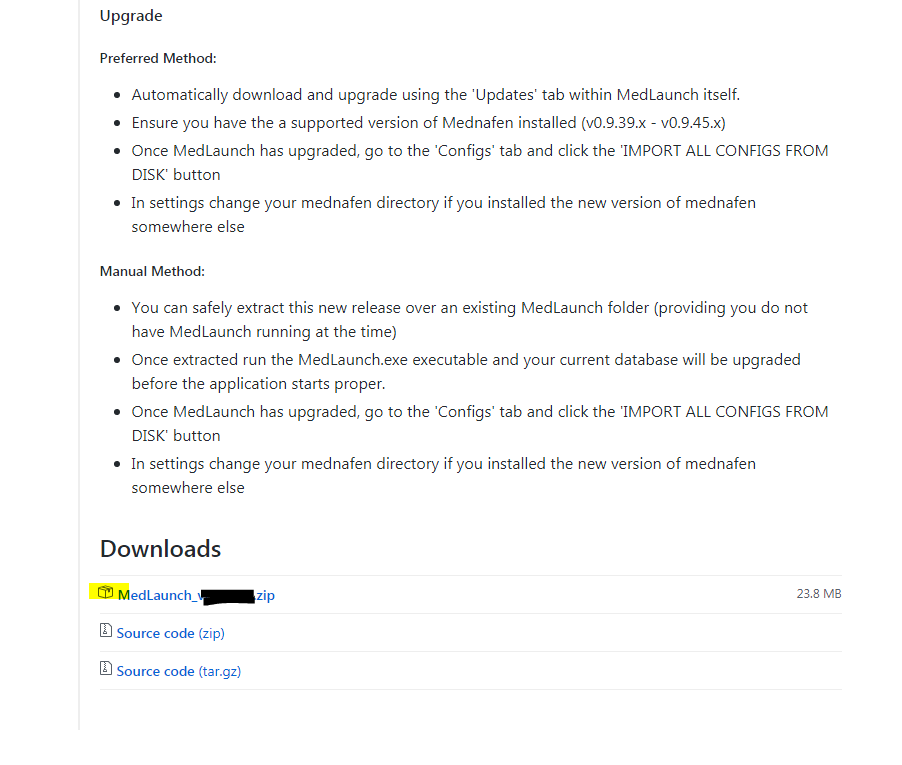 Upgrade
Preferred Method:
Automatically download and upgrade using the 'Updates' tab within MedLaunch itself.
Ensure you have the a supported version of Mednafen installed (v0.9.39.x - v0.9.45.x)
Once MedLaunch has upgraded, go to the 'Configs' tab and click the 'IMPORT ALL CONFIGS FROM
DISK' button
In settings change your mednafen directory if you installed the new version of mednafen
somewhere else
Manual Method:
You can safely extract this new release over an existing MedLaunch folder (providing you do not
have MedLaunch running at the time)
Once extracted run the MedLaunch.exe executable and your current database will be upgraded
before the application starts proper.
Once MedLaunch has upgraded, go to the 'Configs' tab and click the 'IMPORT ALL CONFIGS FROM
DISK' button
In settings change your mednafen directory if you installed the new version of mednafen
somewhere else
Downloads
MedLaunch_v zip 23.8 MB
Source code (zip)
Source code (tar.gz)